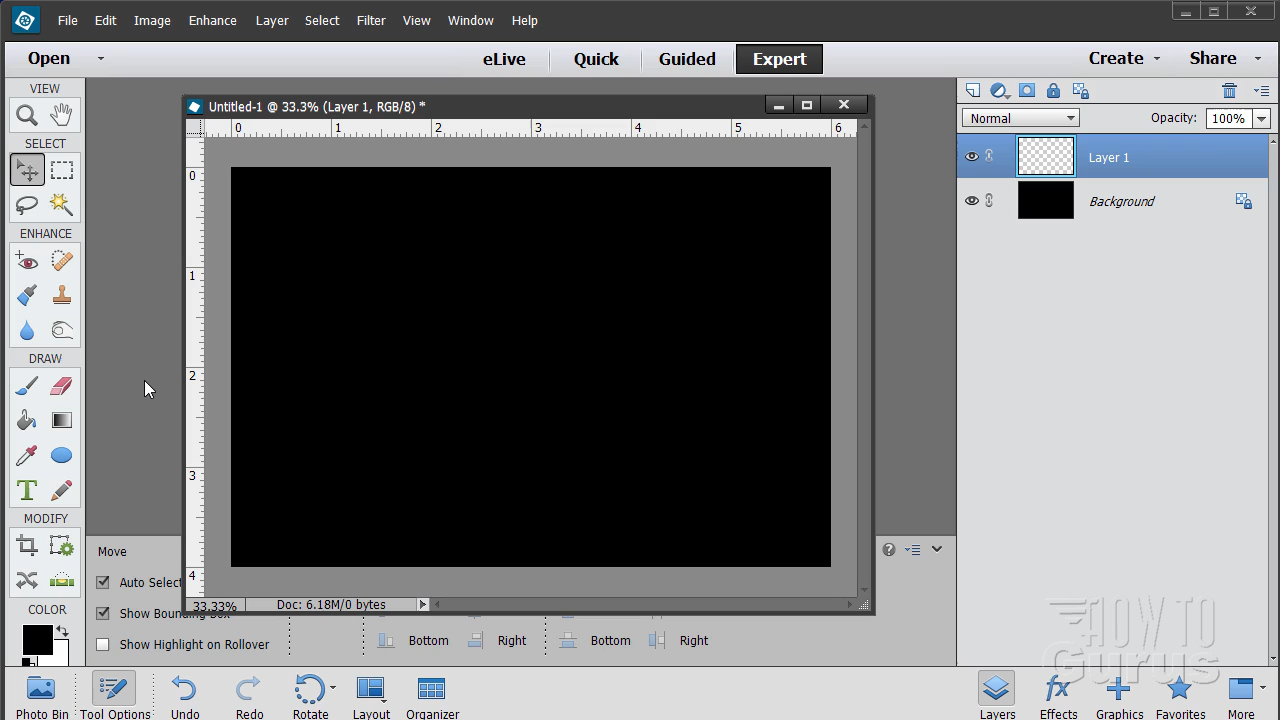 File Edit Image Enhance Layer Select Filter View Window Help
Open eLive Quick Guided Expert Create Share
VIEW
SELECT
ENHANCE
DRAW
MODIFY
COLOR
Untitled-1 @ 33.3% (Layer 1, RGB/8) *
0 1 2 3 4 5 6
0
1
2
3
4
33.33% Doc: 6.18M/0 bytes
Normal Opacity: 100%
Layer 1
Background
Move
Auto Select
Show Bounding Box
Show Highlight on Rollover
Bottom Right Bottom Right
HOW TO
Gurus
Photo Bin Tool Options Undo Redo Rotate Layout Organizer Layers Effects Graphics Favorites More